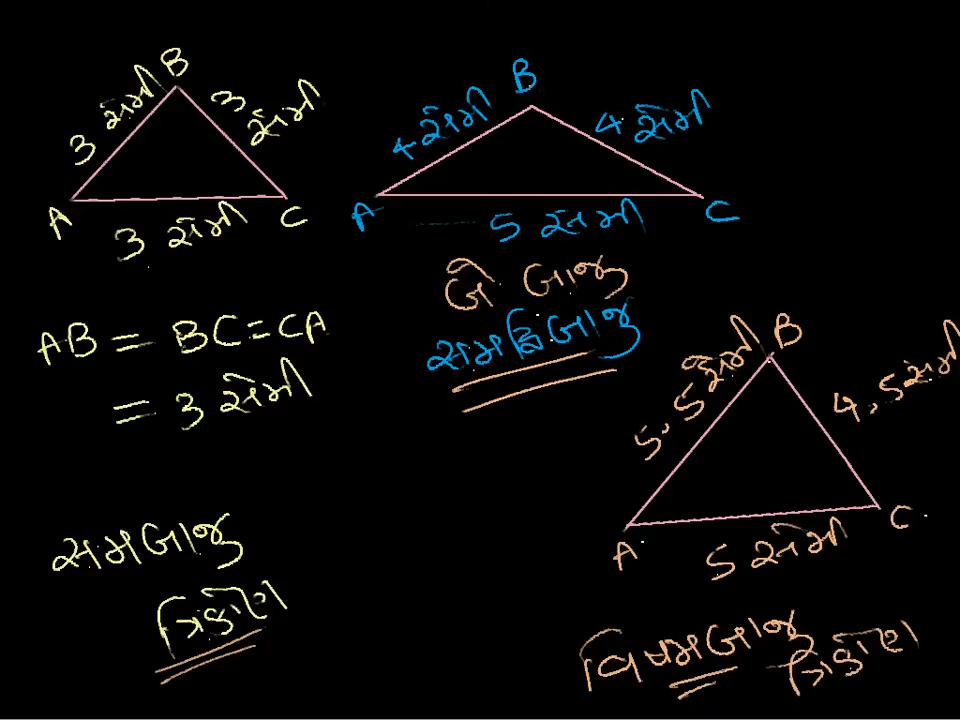 B
3 સેમી
3 સેમી
A
C
3 સેમી
AB = BC = CA
= 3 સેમી
સમબાજુ
ત્રિકોણ
B
4 સેમી
4 સેમી
A
C
5 સેમી
બે બાજુ
સમદ્વિબાજુ
B
5.5 સેમી
4.5 સેમી
A
C
5 સેમી
વિષમબાજુ ત્રિકોણ